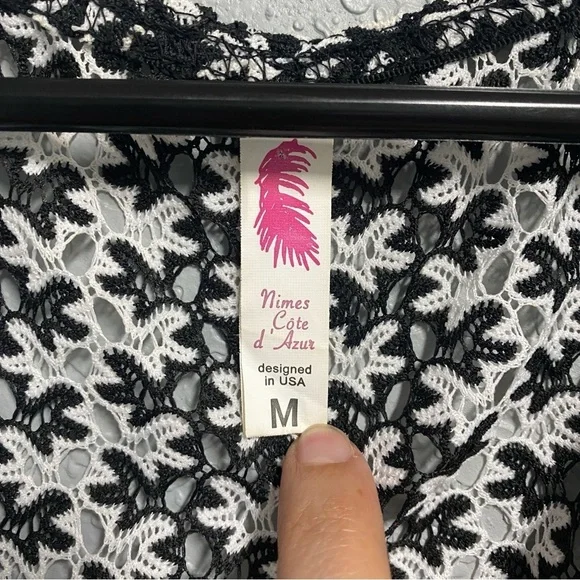 Nimes
Côte
d'Azur
designed
in USA
M